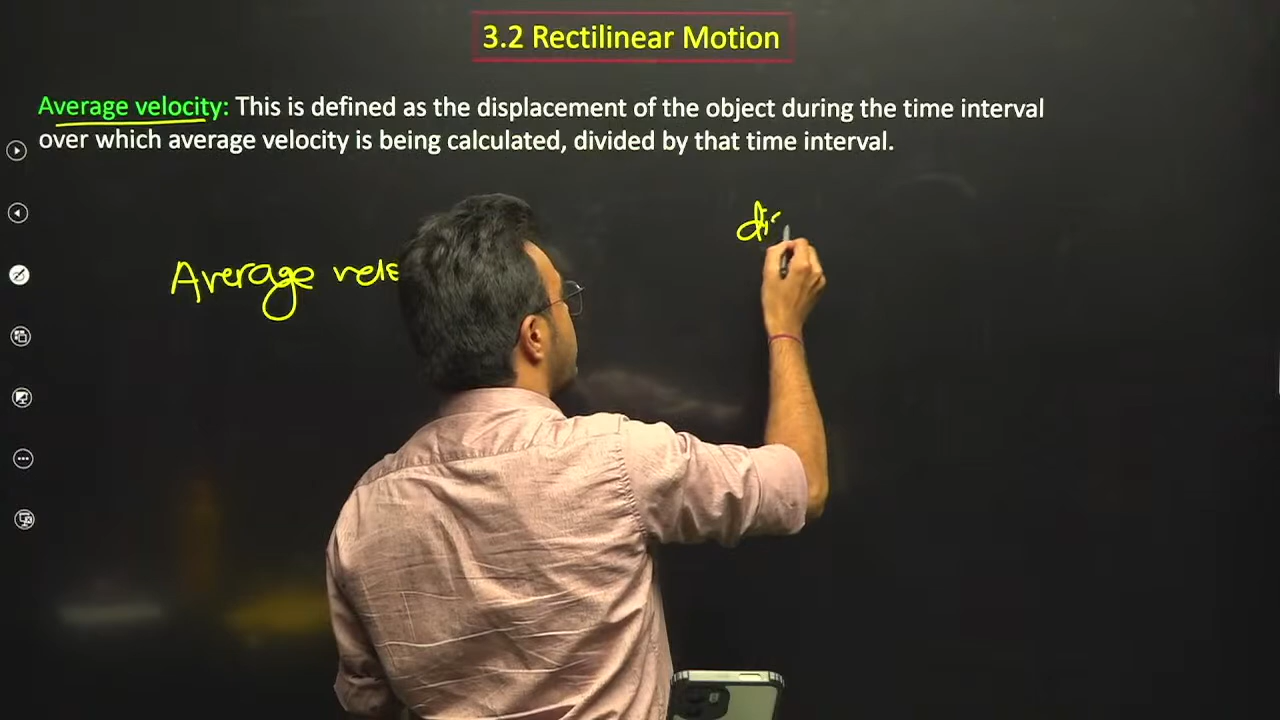 3.2 Rectilinear Motion
Average velocity: This is defined as the displacement of the object during the time interval
over which average velocity is being calculated, divided by that time interval.
Average